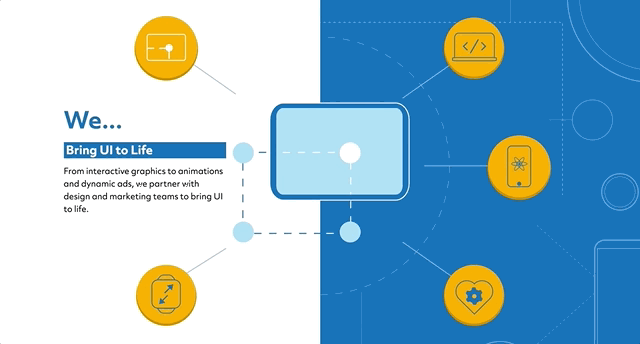 We...
Bring UI to Life
From interactive graphics to animations
and dynamic ads, we partner with
design and marketing teams to bring UI
to life.
</>